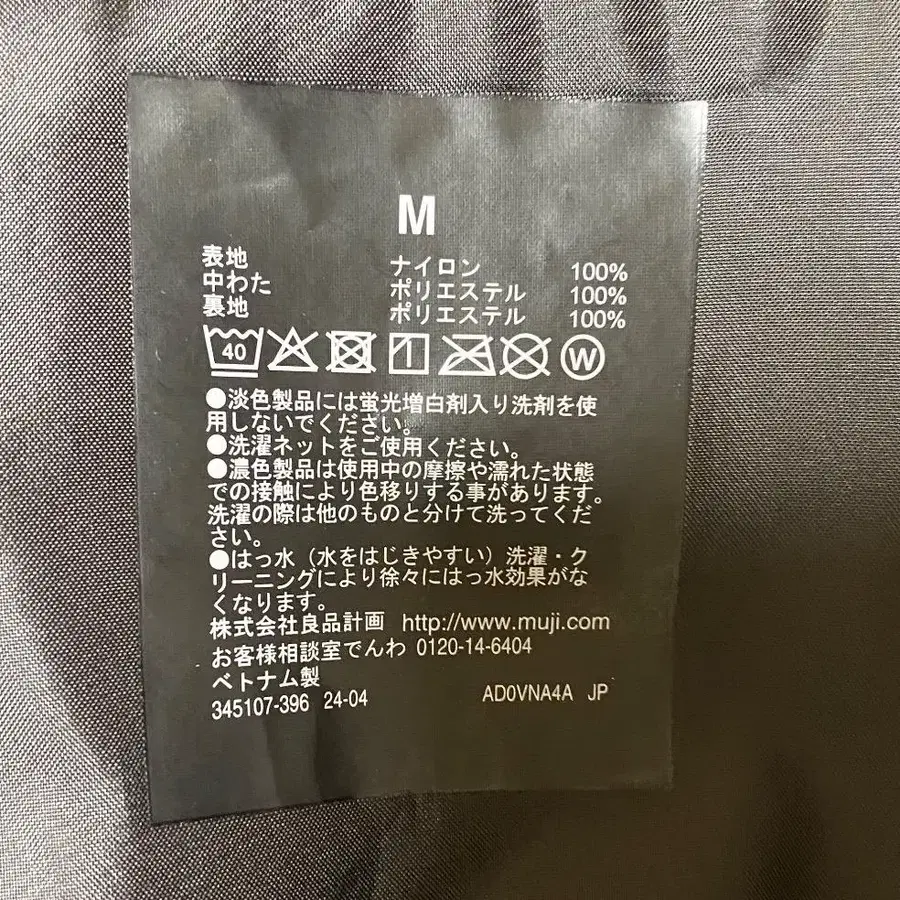 M
表地 ナイロン 100%
中わた ポリエステル 100%
裏地 ポリエステル 100%
40 W
●淡色製品には蛍光増白剤入り洗剤を使
用しないでください。
●洗濯ネットをご使用ください。
●濃色製品は使用中の摩擦や濡れた状態
での接触により色移りする事があります。
洗濯の際は他のものと分けて洗ってくだ
さい。
●はっ水（水をはじきやすい）洗濯・ク
リーニングにより徐々にはっ水効果がな
くなります。
株式会社良品計画 http://www.muji.com
お客様相談室でんわ 0120-14-6404
ベトナム製
345107-396 24-04 AD0VNA4A JP